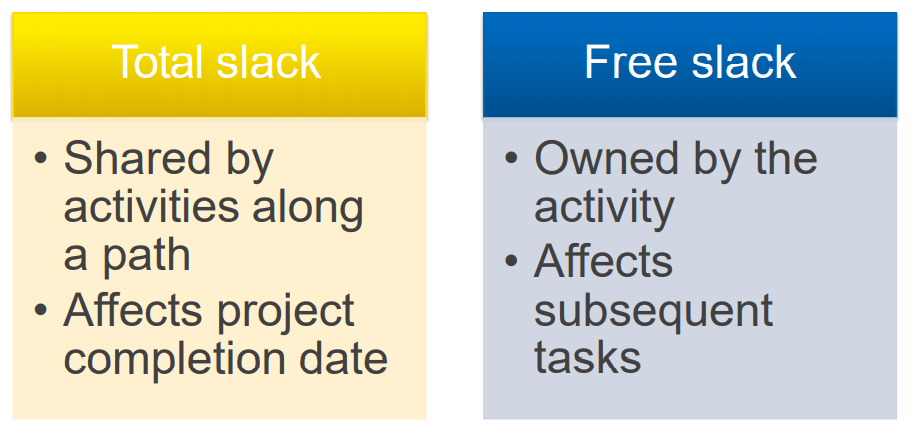 Total slack
• Shared by
activities along
a path
• Affects project
completion date
Free slack
• Owned by the
activity
• Affects
subsequent
tasks